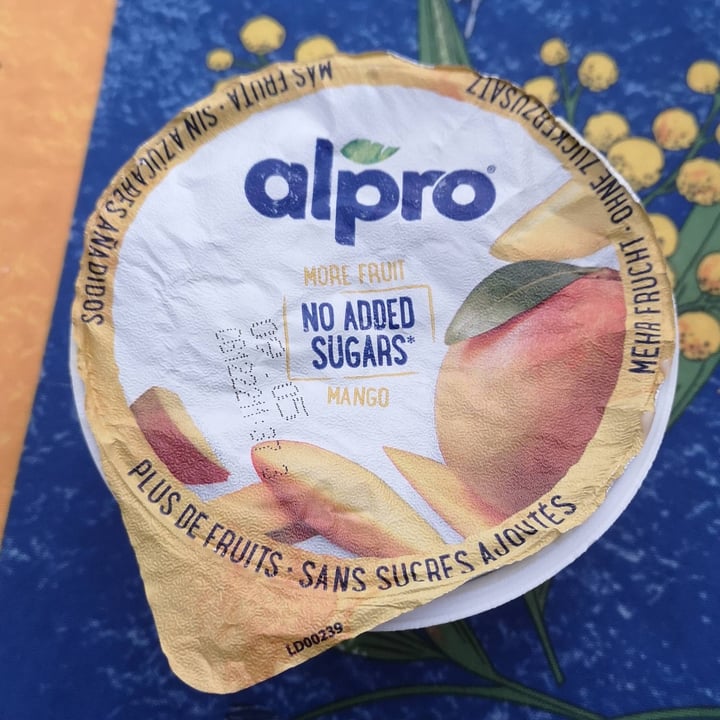 MÁS FRUTA · SIN AZÚCARES AÑADIDOS
MEHR FRUCHT · OHNE ZUCKERZUSATZ
alpro®
MORE FRUIT
NO ADDED
SUGARS*
MANGO
PLUS DE FRUITS · SANS SUCRES AJOUTÉS
LD00239